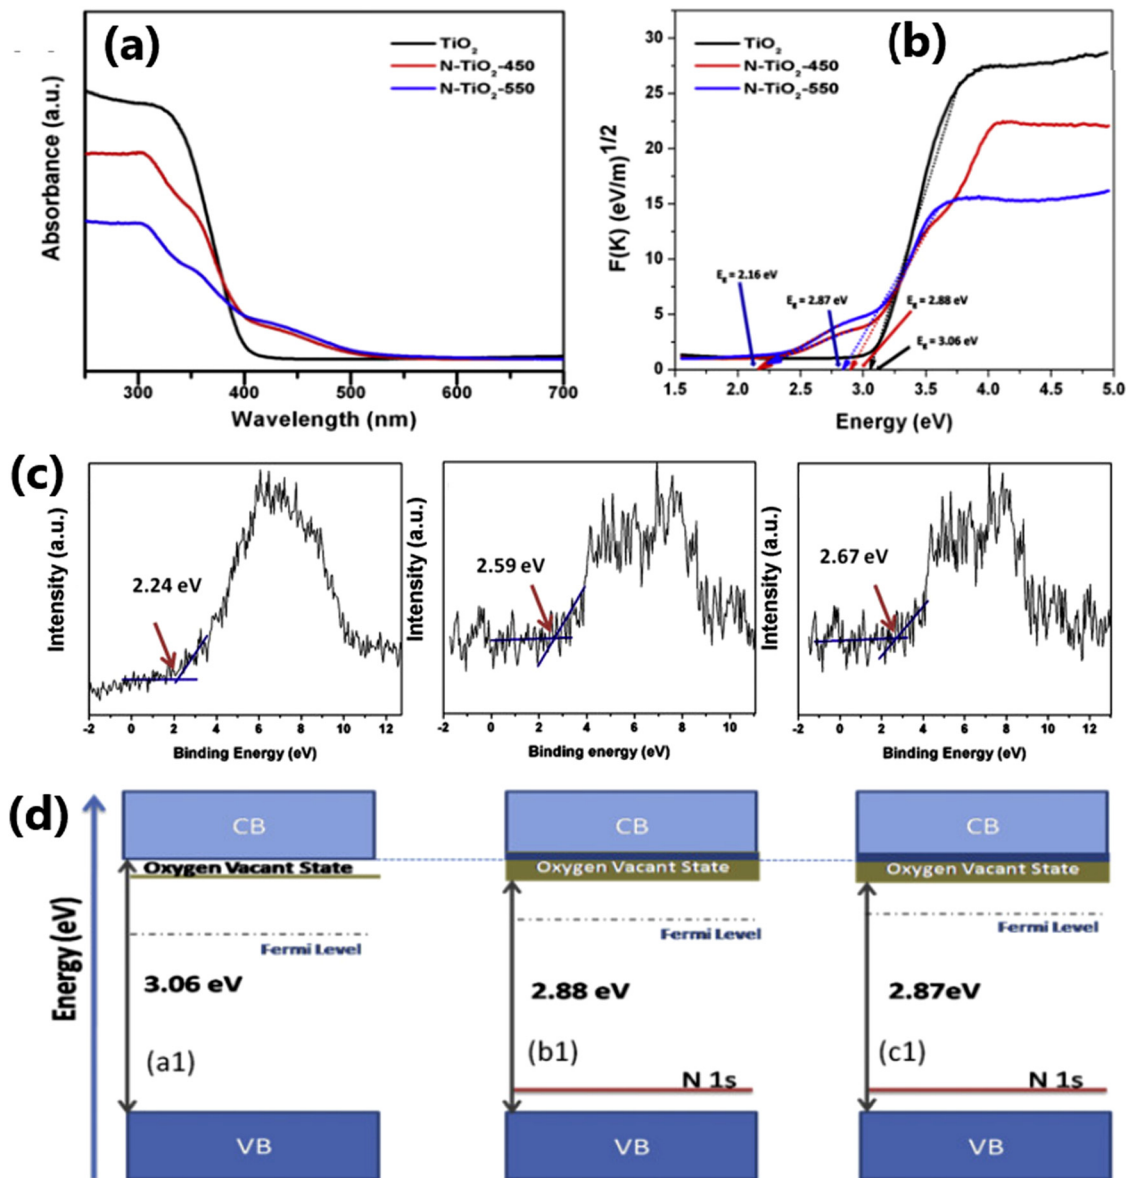 (a)
TiO2
N-TiO2-450
N-TiO2-550
Absorbance (a.u.)
300 400 500 600 700
Wavelength (nm)
(b)
TiO2
N-TiO2-450
N-TiO2-550
F(K) (eV/m)1/2
30
25
20
15
10
5
0
Eg = 2.16 eV
Eg = 2.87 eV
Eg = 2.88 eV
Eg = 3.06 eV
1.5 2.0 2.5 3.0 3.5 4.0 4.5 5.0
Energy (eV)
(c)
Intensity (a.u.)
2.24 eV
-2 0 2 4 6 8 10 12
Binding Energy (eV)
Intensity (a.u.)
2.59 eV
-2 0 2 4 6 8 10
Binding energy (eV)
Intensity (a.u.)
2.67 eV
-2 0 2 4 6 8 10 12
Binding Energy (eV)
(d)
Energy (eV)
CB
Oxygen Vacant State
Fermi Level
3.06 eV
(a1)
VB
CB
Oxygen Vacant State
Fermi Level
2.88 eV
(b1)
N 1s
VB
CB
Oxygen Vacant State
Fermi Level
2.87eV
(c1)
N 1s
VB